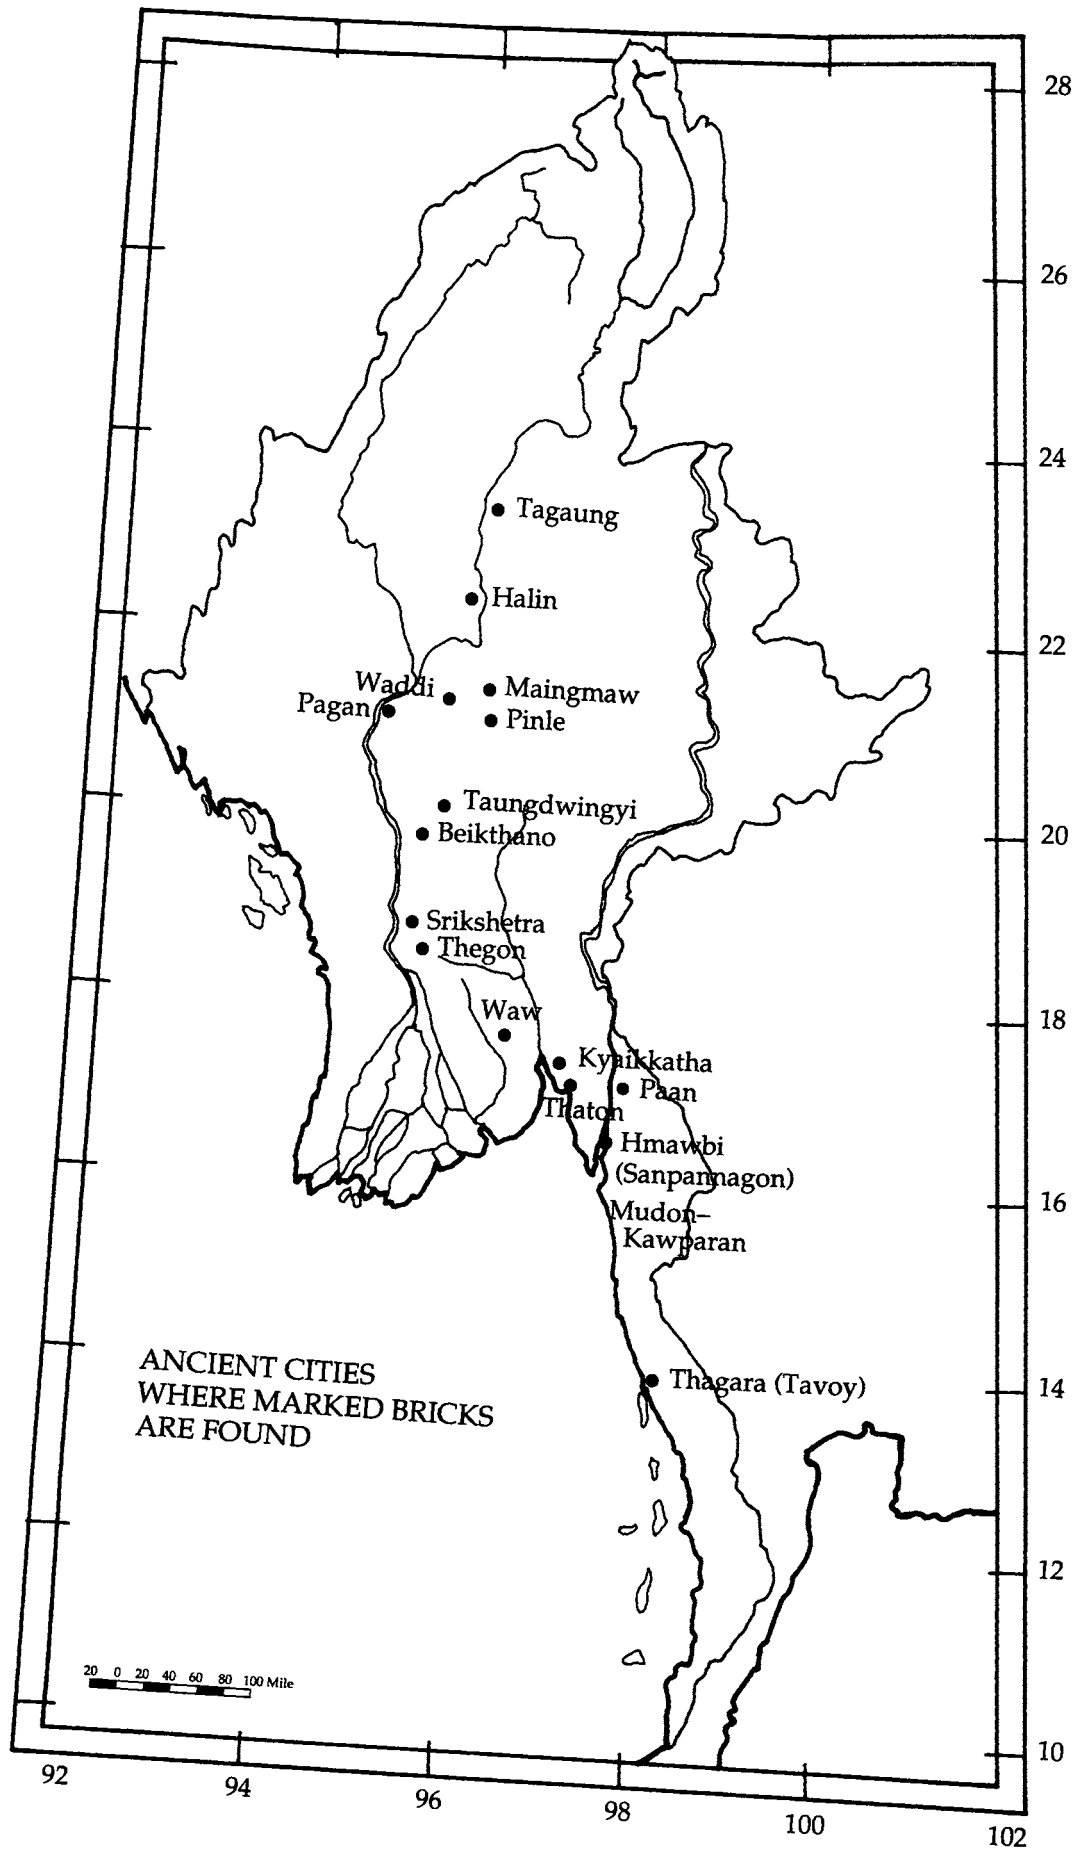 28
26
24
Tagaung
Halin
22
Waddi
Maingmaw
Pagan
Pinle
Taungdwingyi
Beikthano
20
Srikshetra
Thegon
Waw
18
Kyaikkatha
Paan
Thaton
Hmawbi
(Sanpannagon)
16
Mudon–
Kawparan
ANCIENT CITIES
WHERE MARKED BRICKS
ARE FOUND
Thagara (Tavoy)
14
12
20 0 20 40 60 80 100 Mile
10
92
94
96
98
100
102